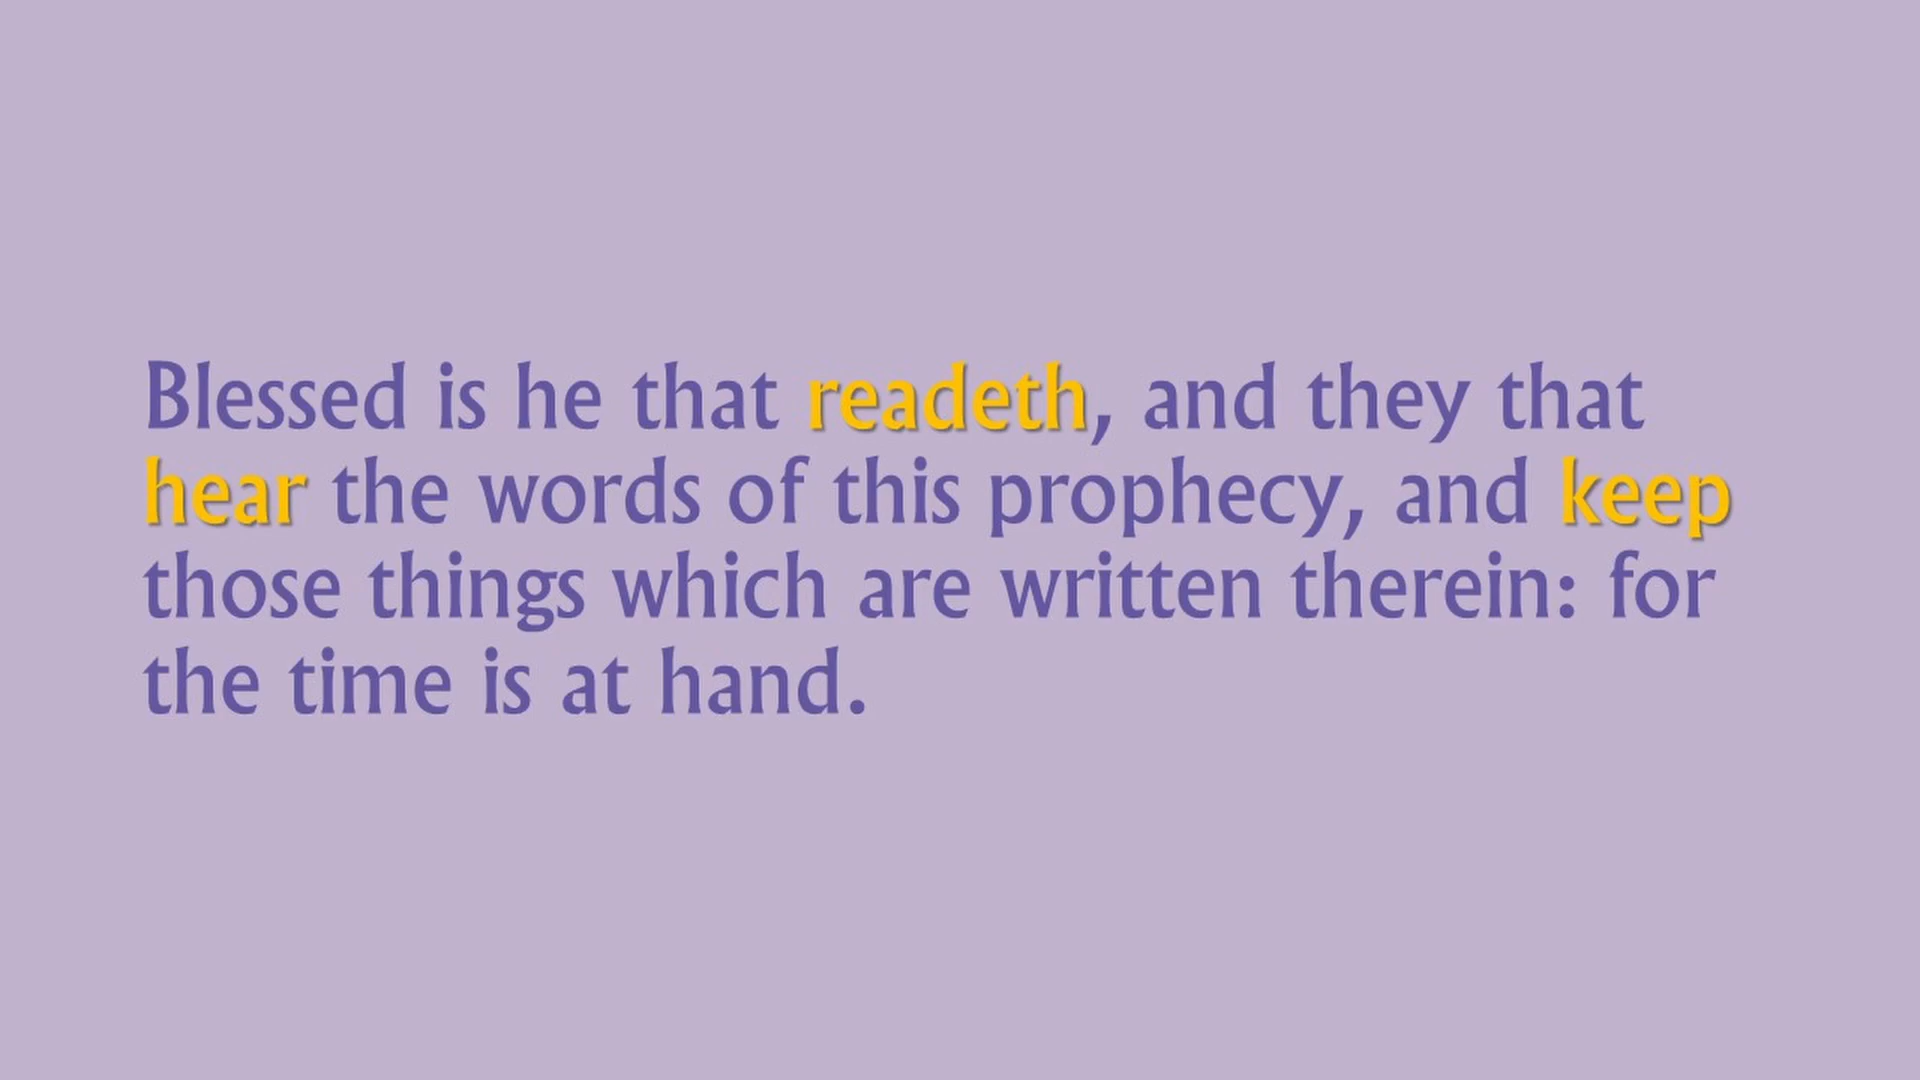 Blessed is he that readeth, and they that
hear the words of this prophecy, and keep
those things which are written therein: for
the time is at hand.